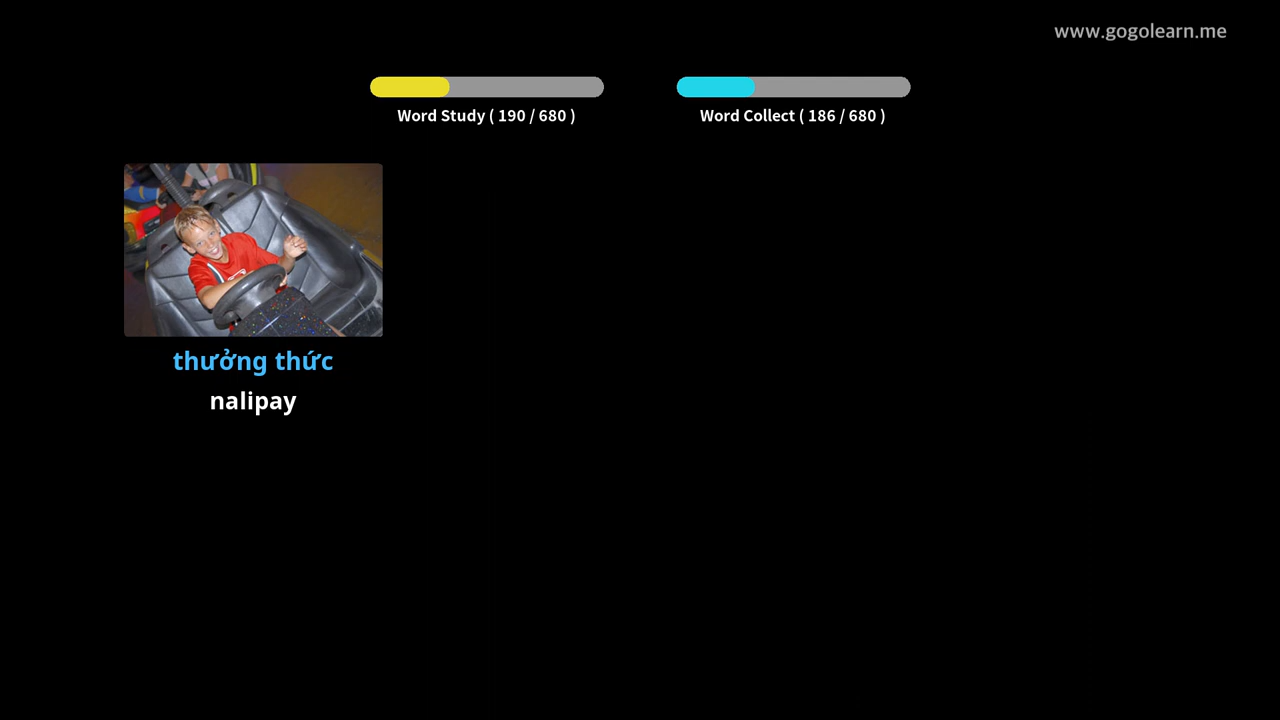 www.gogolearn.me
Word Study ( 190 / 680 )
Word Collect ( 186 / 680 )
thưởng thức
nalipay